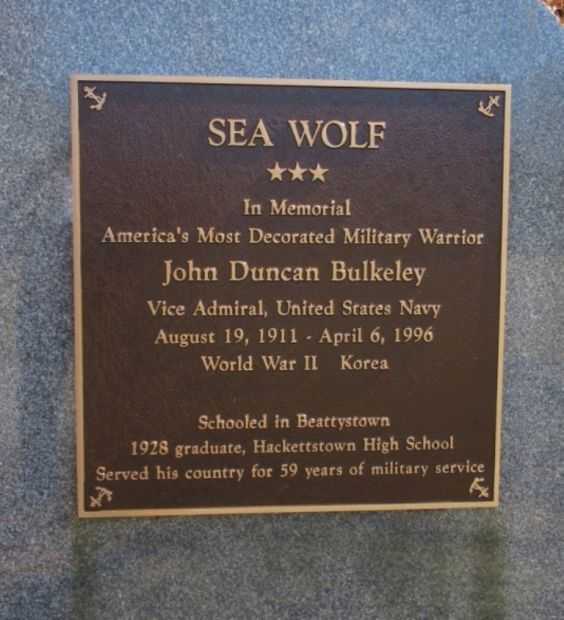 SEA WOLF
★★★
In Memorial
America's Most Decorated Military Warrior
John Duncan Bulkeley
Vice Admiral, United States Navy
August 19, 1911 - April 6, 1996
World War II Korea
Schooled in Beattystown
1928 graduate, Hackettstown High School
Served his country for 59 years of military service